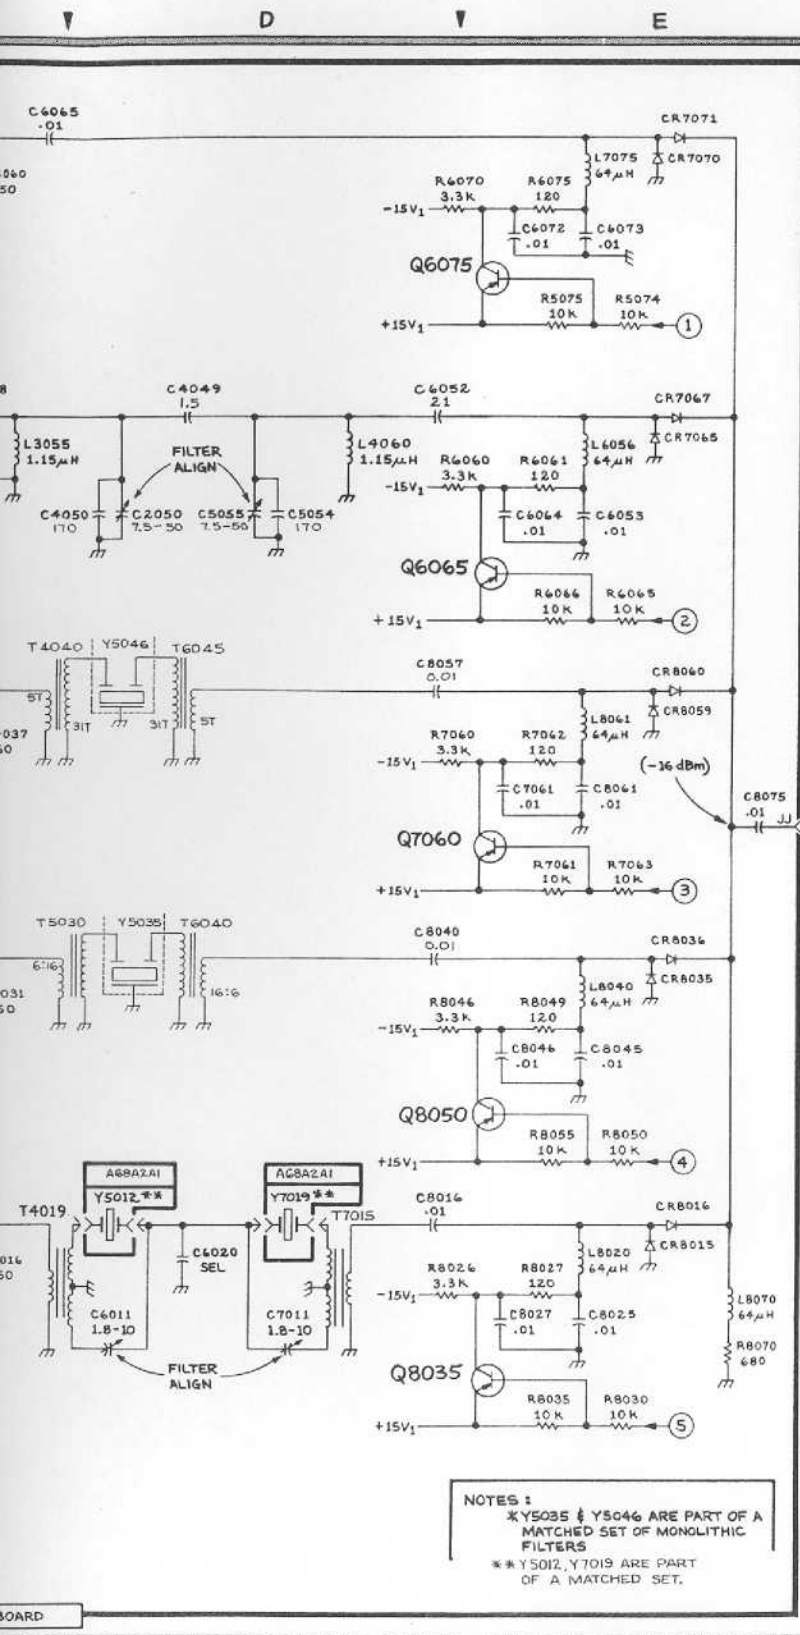 D
E
C6065
.01
CR7071
L7075
64µH
CR7070
R6070
3.3K
R6075
120
-15V1
C6072
.01
C6073
.01
Q6075
R5075
10K
R5074
10K
+15V1
1
C4049
1.5
C6052
21
CR7067
L3055
1.15µH
FILTER
ALIGN
L4060
1.15µH
L6056
64µH
CR7065
R6060
3.3K
R6061
120
-15V1
C4050
170
C2050
7.5-50
C5055
7.5-50
C5054
170
C6064
.01
C6053
.01
Q6065
R6066
10K
R6065
10K
+15V1
2
T4040
Y5046
T6045
5T
31T
31T
5T
C8057
0.01
CR8060
L8061
64µH
CR8059
R7060
3.3K
R7062
120
-15V1
(-16 dBm)
C7061
.01
C8061
.01
C8075
.01
JJ
Q7060
R7061
10K
R7063
10K
+15V1
3
T5030
Y5035
T6040
6:16
16:6
C8040
0.01
CR8036
L8040
64µH
CR8035
R8046
3.3K
R8049
120
-15V1
C8046
.01
C8045
.01
Q8050
R8055
10K
R8050
10K
+15V1
4
A68A2A1
Y5012**
A68A2A1
Y7019**
T4019
T7015
C8016
.01
CR8016
C6020
SEL
L8020
64µH
CR8015
R8026
3.3K
R8027
120
-15V1
C6011
1.8-10
C7011
1.8-10
C8027
.01
C8025
.01
L8070
64µH
R8070
680
FILTER
ALIGN
Q8035
R8035
10K
R8030
10K
+15V1
5
NOTES:
*Y5035 & Y5046 ARE PART OF A
MATCHED SET OF MONOLITHIC
FILTERS
**Y5012, Y7019 ARE PART
OF A MATCHED SET.
BOARD